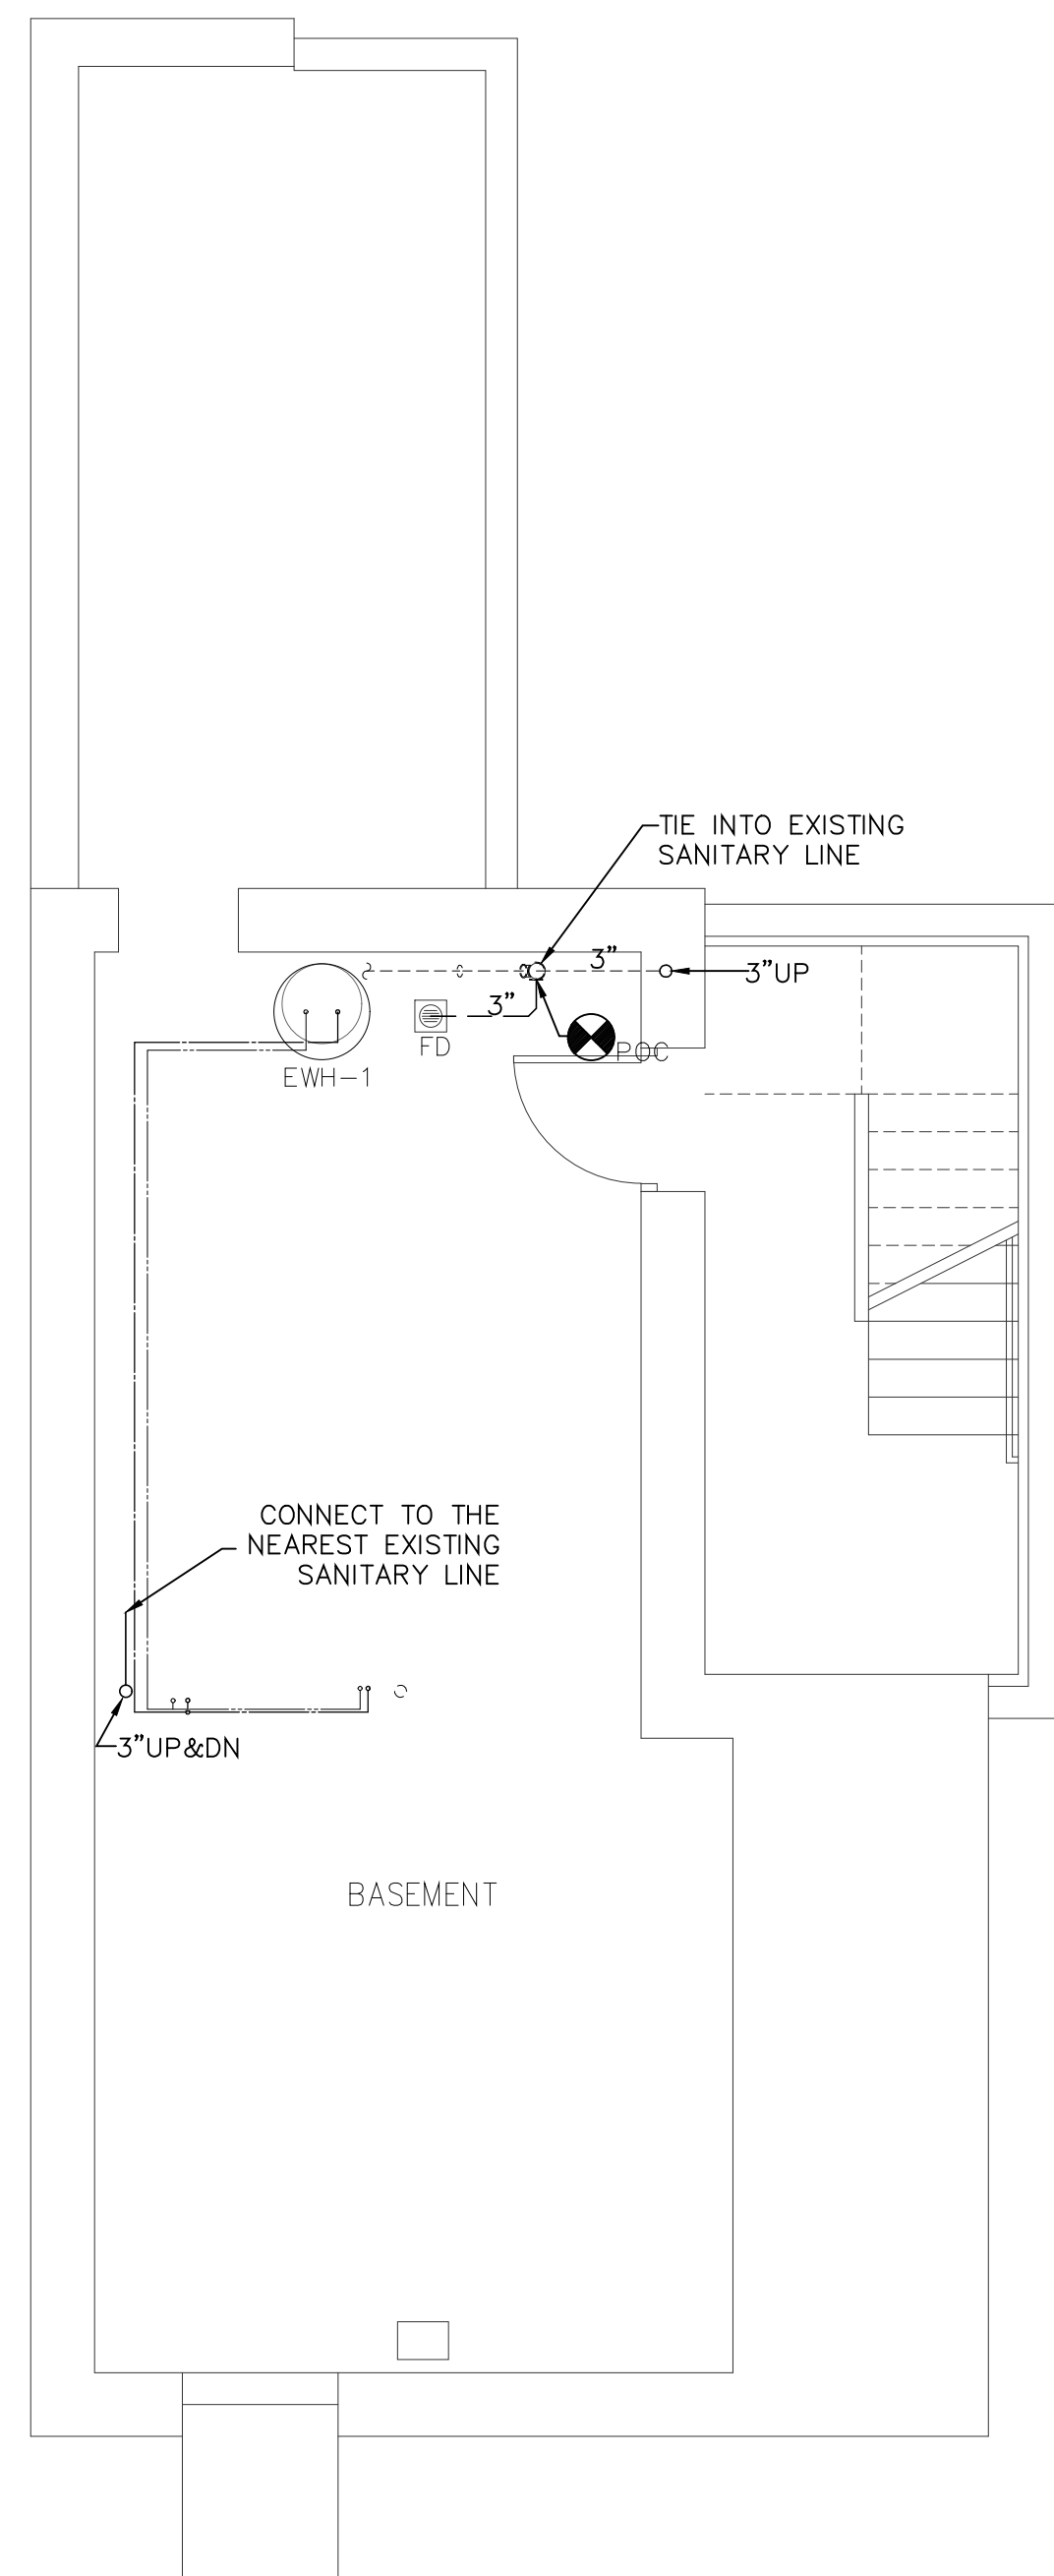 TIE INTO EXISTING
SANITARY LINE
3"
3"UP
3"
FD
POC
EWH-1
CONNECT TO THE
NEAREST EXISTING
SANITARY LINE
3"UP&DN
BASEMENT